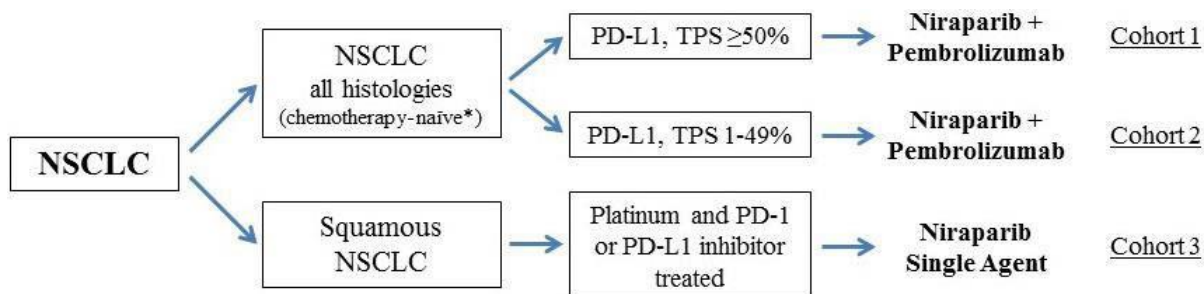 NSCLC
NSCLC
all histologies
(chemotherapy-naïve*)
PD-L1, TPS ≥50%
Niraparib +
Pembrolizumab
Cohort 1
PD-L1, TPS 1-49%
Niraparib +
Pembrolizumab
Cohort 2
Squamous
NSCLC
Platinum and PD-1
or PD-L1 inhibitor
treated
Niraparib
Single Agent
Cohort 3